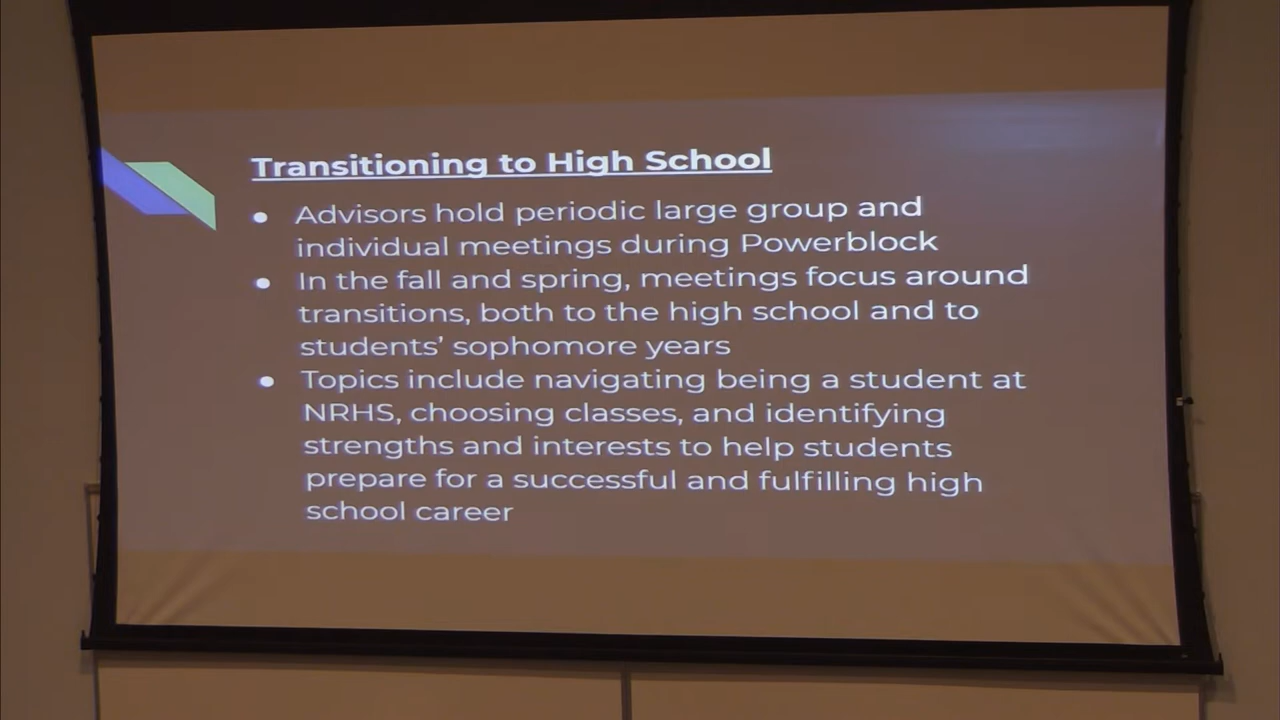 Transitioning to High School
● Advisors hold periodic large group and
individual meetings during Powerblock
● In the fall and spring, meetings focus around
transitions, both to the high school and to
students’ sophomore years
● Topics include navigating being a student at
NRHS, choosing classes, and identifying
strengths and interests to help students
prepare for a successful and fulfilling high
school career